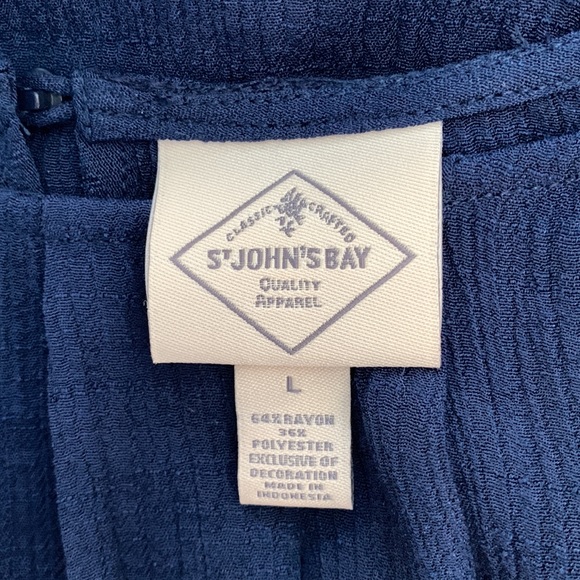 CLASSIC CRAFTED
ST JOHN'S BAY
QUALITY
APPAREL
L
64% RAYON
36%
POLYESTER
EXCLUSIVE OF
DECORATION
MADE IN
INDONESIA